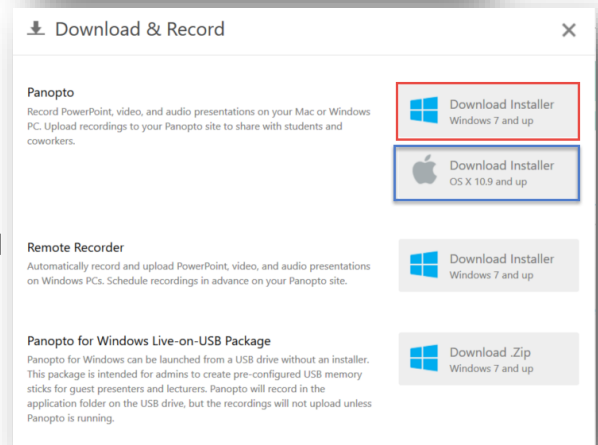 Download & Record
Panopto
Record PowerPoint, video, and audio presentations on your Mac or Windows
PC. Upload recordings to your Panopto site to share with students and
coworkers.
Download Installer
Windows 7 and up
Download Installer
OS X 10.9 and up
Remote Recorder
Automatically record and upload PowerPoint, video, and audio presentations
on Windows PCs. Schedule recordings in advance on your Panopto site.
Download Installer
Windows 7 and up
Panopto for Windows Live-on-USB Package
Panopto for Windows can be launched from a USB drive without an installer.
This package is intended for admins to create pre-configured USB memory
sticks for guest presenters and lecturers. Panopto will record in the
application folder on the USB drive, but the recordings will not upload unless
Panopto is running.
Download .Zip
Windows 7 and up